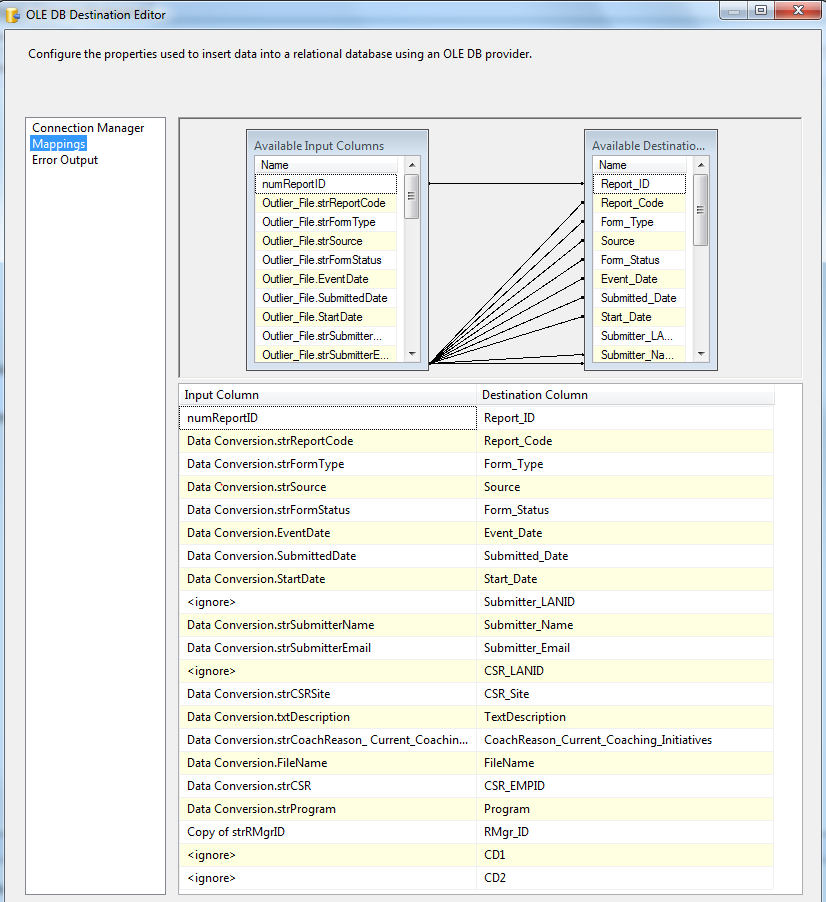 OLE DB Destination Editor
Configure the properties used to insert data into a relational database using an OLE DB provider.
Connection Manager
Mappings
Error Output
Available Input Columns
Name
numReportID
Outlier_File.strReportCode
Outlier_File.strFormType
Outlier_File.strSource
Outlier_File.strFormStatus
Outlier_File.EventDate
Outlier_File.SubmittedDate
Outlier_File.StartDate
Outlier_File.strSubmitter...
Outlier_File.strSubmitterE...
Available Destinatio...
Name
Report_ID
Report_Code
Form_Type
Source
Form_Status
Event_Date
Submitted_Date
Start_Date
Submitter_LA...
Submitter_Na...
Input Column Destination Column
numReportID Report_ID
Data Conversion.strReportCode Report_Code
Data Conversion.strFormType Form_Type
Data Conversion.strSource Source
Data Conversion.strFormStatus Form_Status
Data Conversion.EventDate Event_Date
Data Conversion.SubmittedDate Submitted_Date
Data Conversion.StartDate Start_Date
<ignore> Submitter_LANID
Data Conversion.strSubmitterName Submitter_Name
Data Conversion.strSubmitterEmail Submitter_Email
<ignore> CSR_LANID
Data Conversion.strCSRSite CSR_Site
Data Conversion.txtDescription TextDescription
Data Conversion.strCoachReason_ Current_Coachin... CoachReason_Current_Coaching_Initiatives
Data Conversion.FileName FileName
Data Conversion.strCSR CSR_EMPID
Data Conversion.strProgram Program
Copy of strRMgrID RMgr_ID
<ignore> CD1
<ignore> CD2